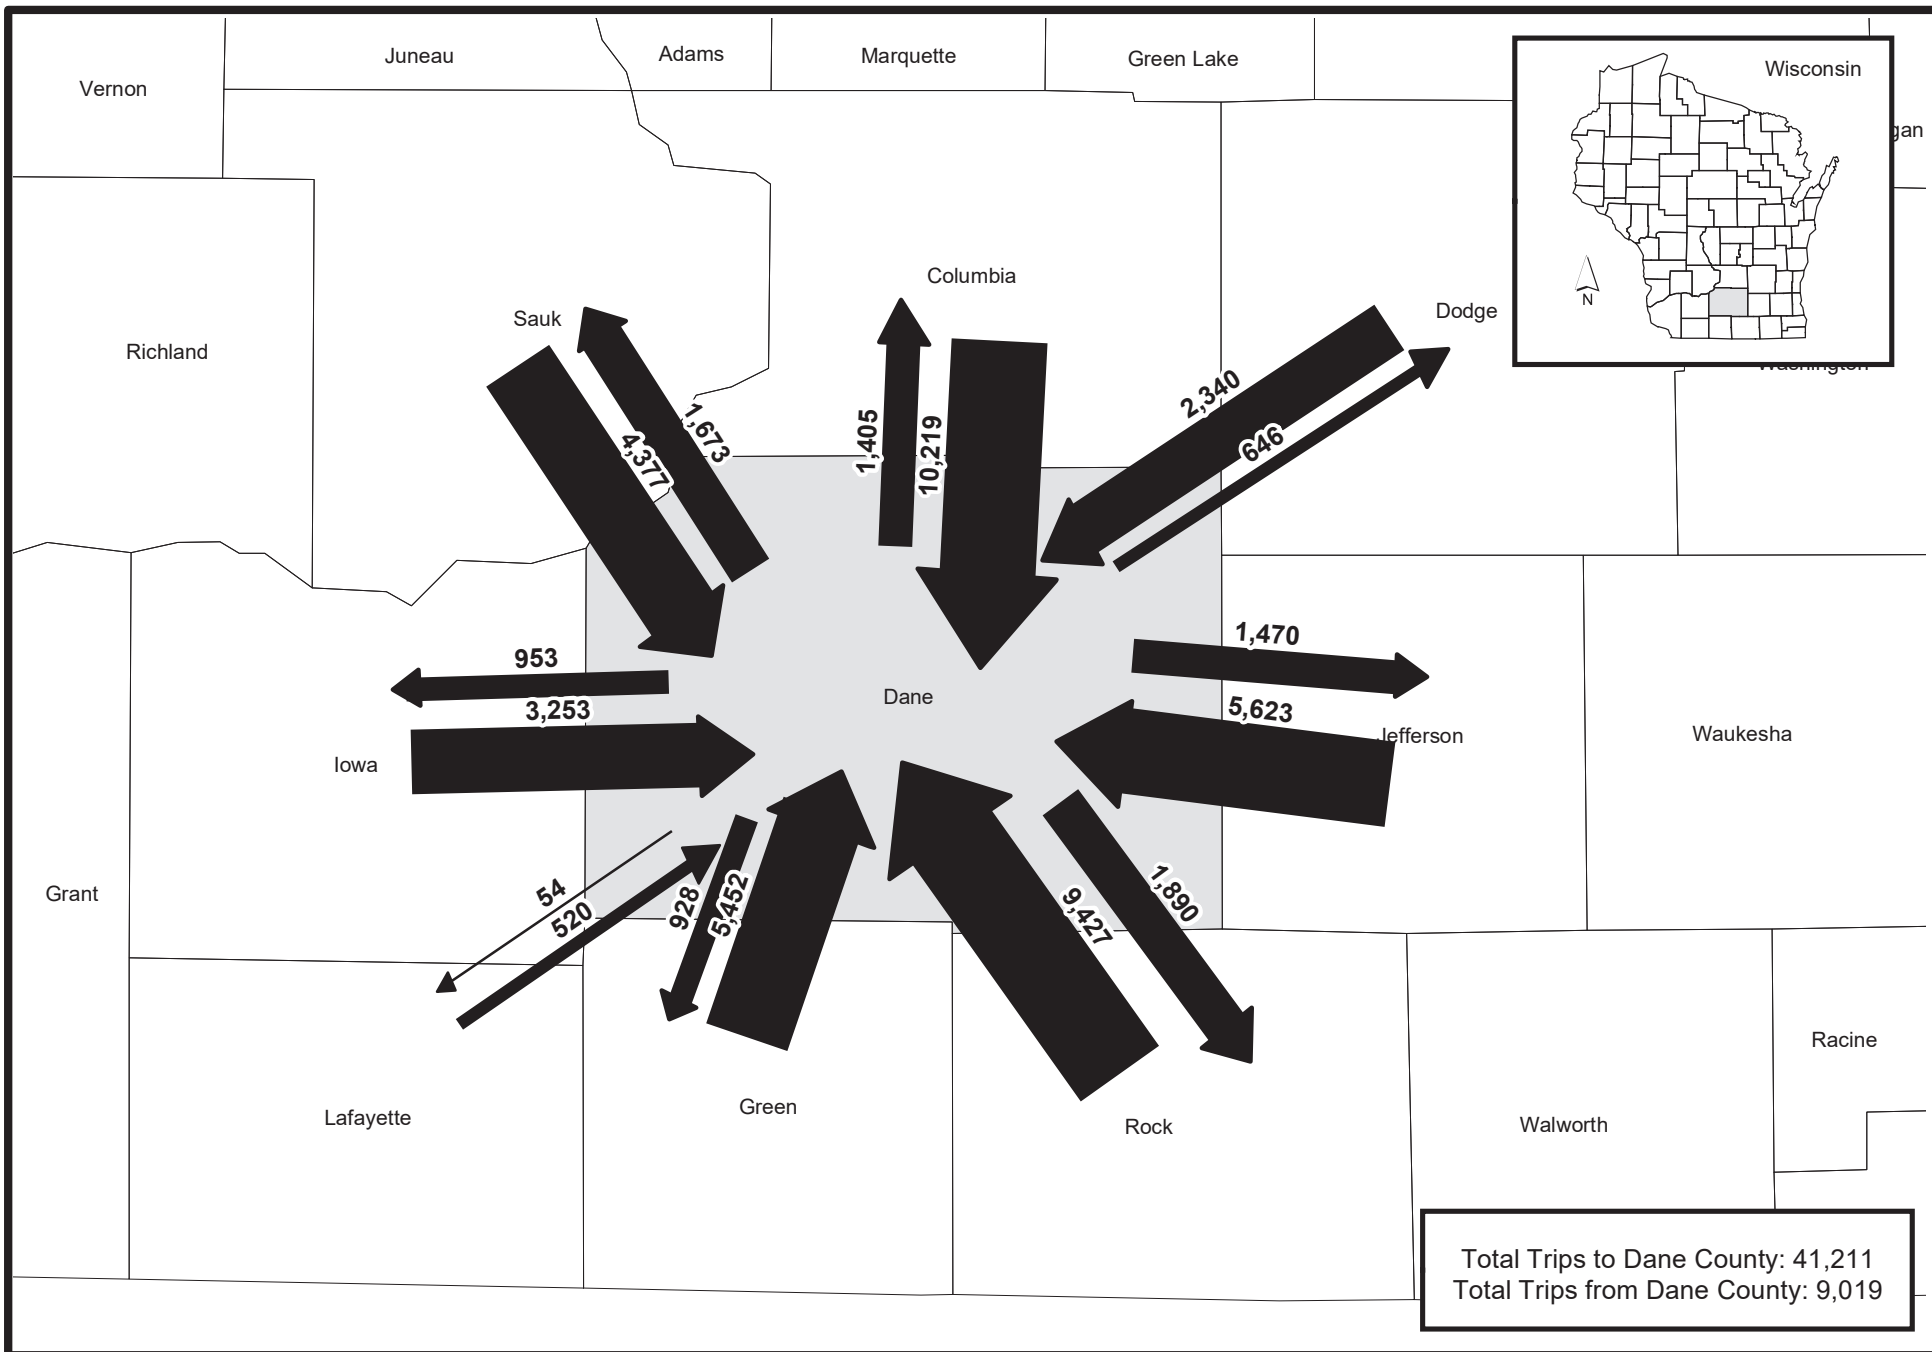 Vernon
Juneau
Adams
Marquette
Green Lake
Wisconsin
gan
N
Washington
Richland
Sauk
Columbia
Dodge
1,673
4,377
1,405
10,219
2,340
646
953
3,253
Iowa
Dane
1,470
5,623
Jefferson
Waukesha
Grant
54
520
928
5,452
9,427
1,890
Lafayette
Green
Rock
Walworth
Racine
Total Trips to Dane County: 41,211
Total Trips from Dane County: 9,019